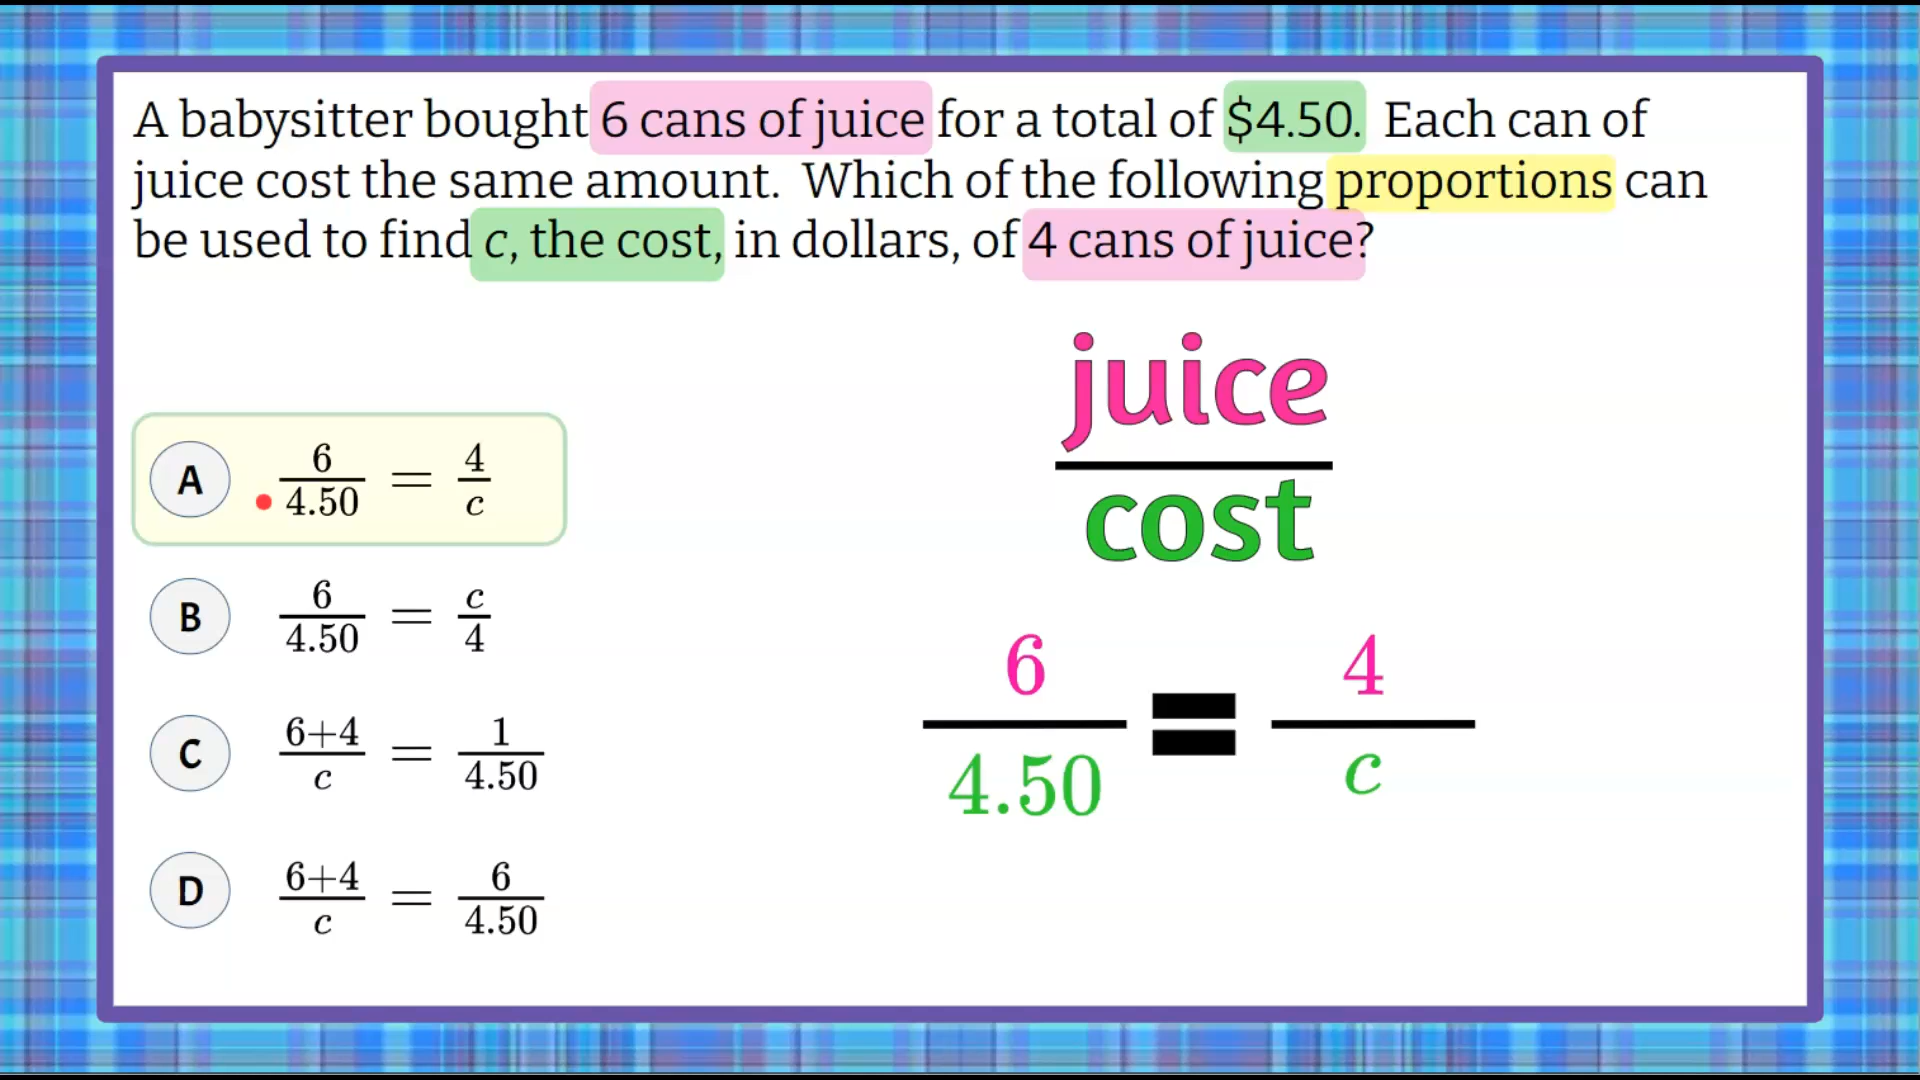 A babysitter bought 6 cans of juice for a total of $4.50. Each can of
juice cost the same amount. Which of the following proportions can
be used to find c, the cost, in dollars, of 4 cans of juice?
A 6/4.50 = 4/c
B 6/4.50 = c/4
C 6+4/c = 1/4.50
D 6+4/c = 6/4.50
juice
cost
6/4.50 = 4/c